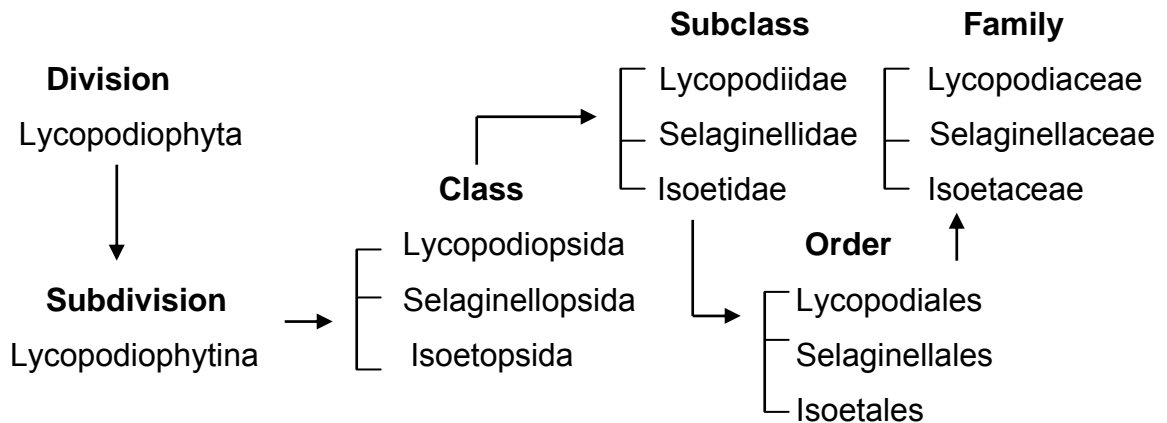 Division
Lycopodiophyta
Subdivision
Lycopodiophytina
Class
Lycopodiopsida
Selaginellopsida
Isoetopsida
Subclass
Lycopodiidae
Selaginellidae
Isoetidae
Order
Lycopodiales
Selaginellales
Isoetales
Family
Lycopodiaceae
Selaginellaceae
Isoetaceae